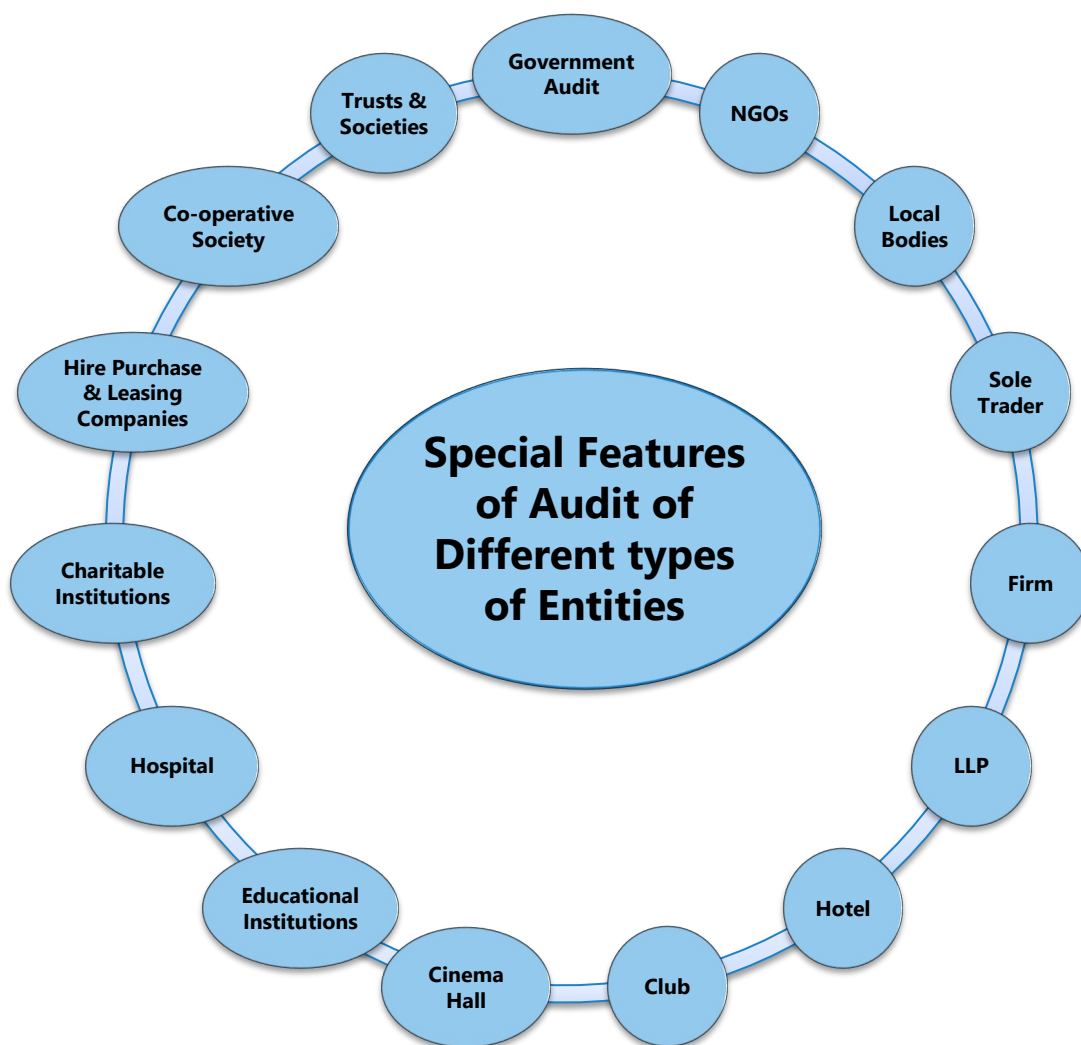 Government
Audit
NGOs
Local
Bodies
Sole
Trader
Firm
LLP
Hotel
Club
Cinema
Hall
Educational
Institutions
Hospital
Charitable
Institutions
Hire Purchase
& Leasing
Companies
Co-operative
Society
Trusts &
Societies
Special Features
of Audit of
Different types
of Entities